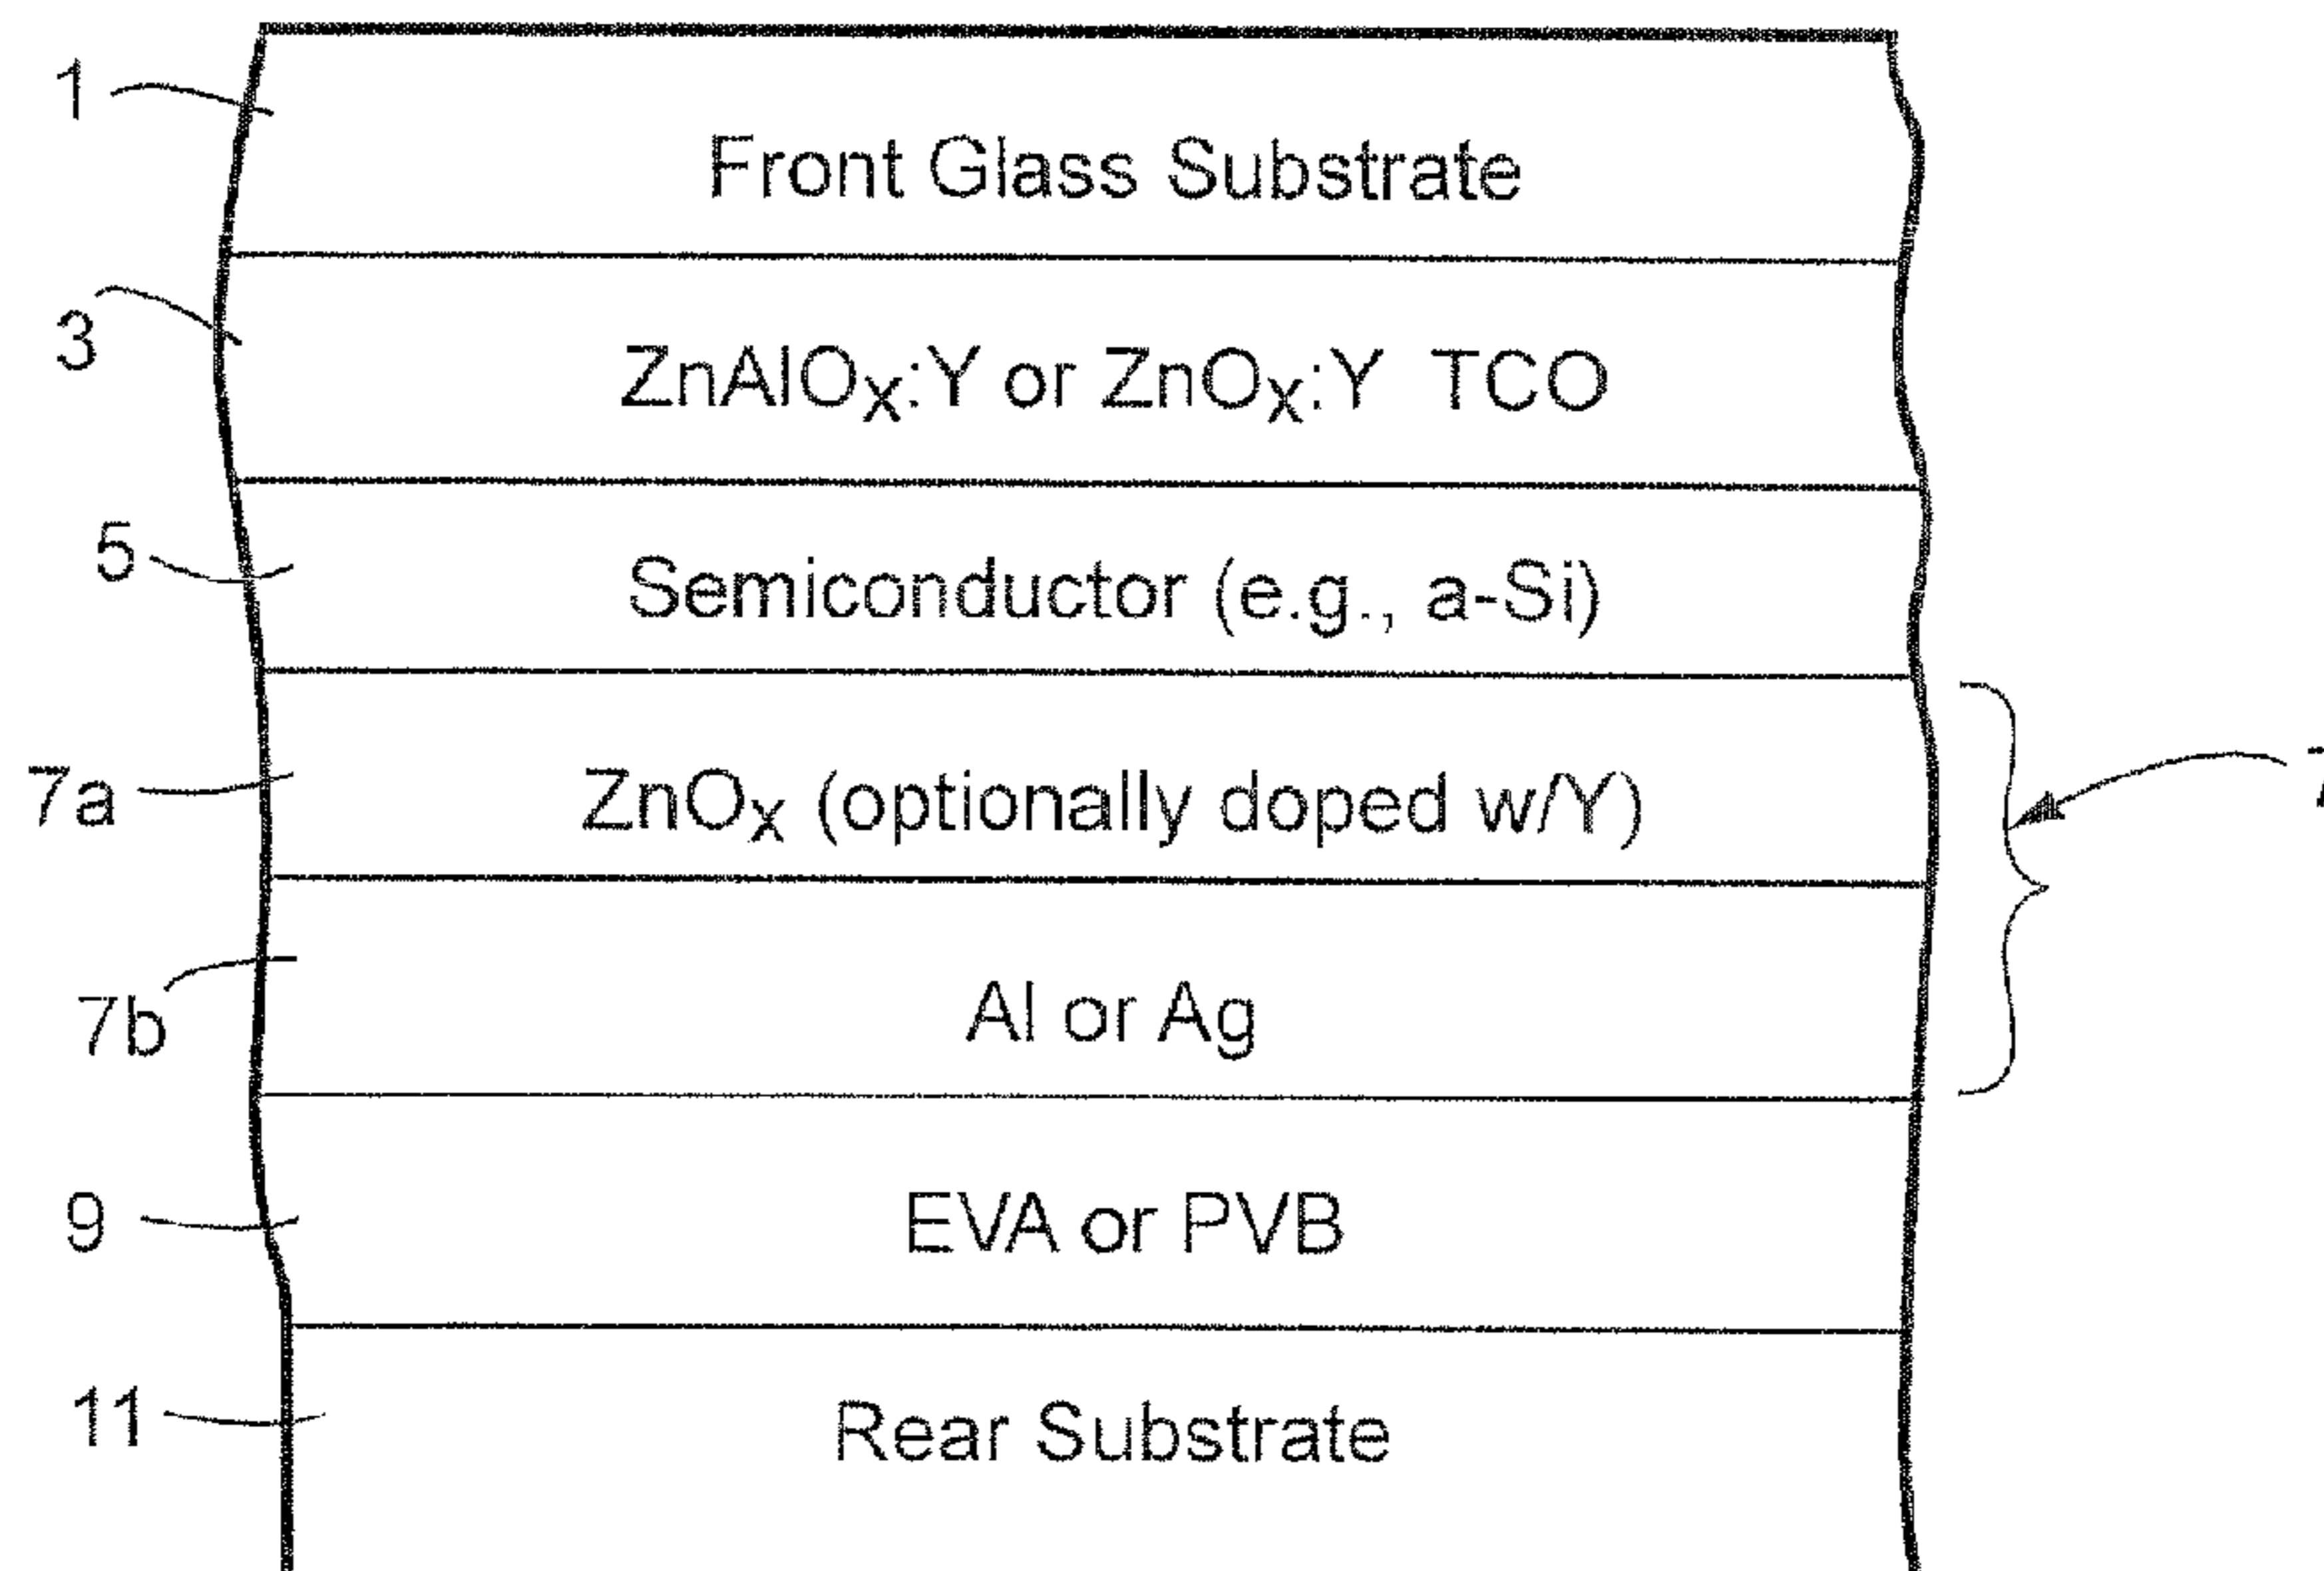 1
Front Glass Substrate
3
ZnAlOₓ:Y or ZnOₓ:Y TCO
5
Semiconductor (e.g., a-Si)
7a
ZnOₓ (optionally doped w/Y)
7
7b
Al or Ag
9
EVA or PVB
11
Rear Substrate